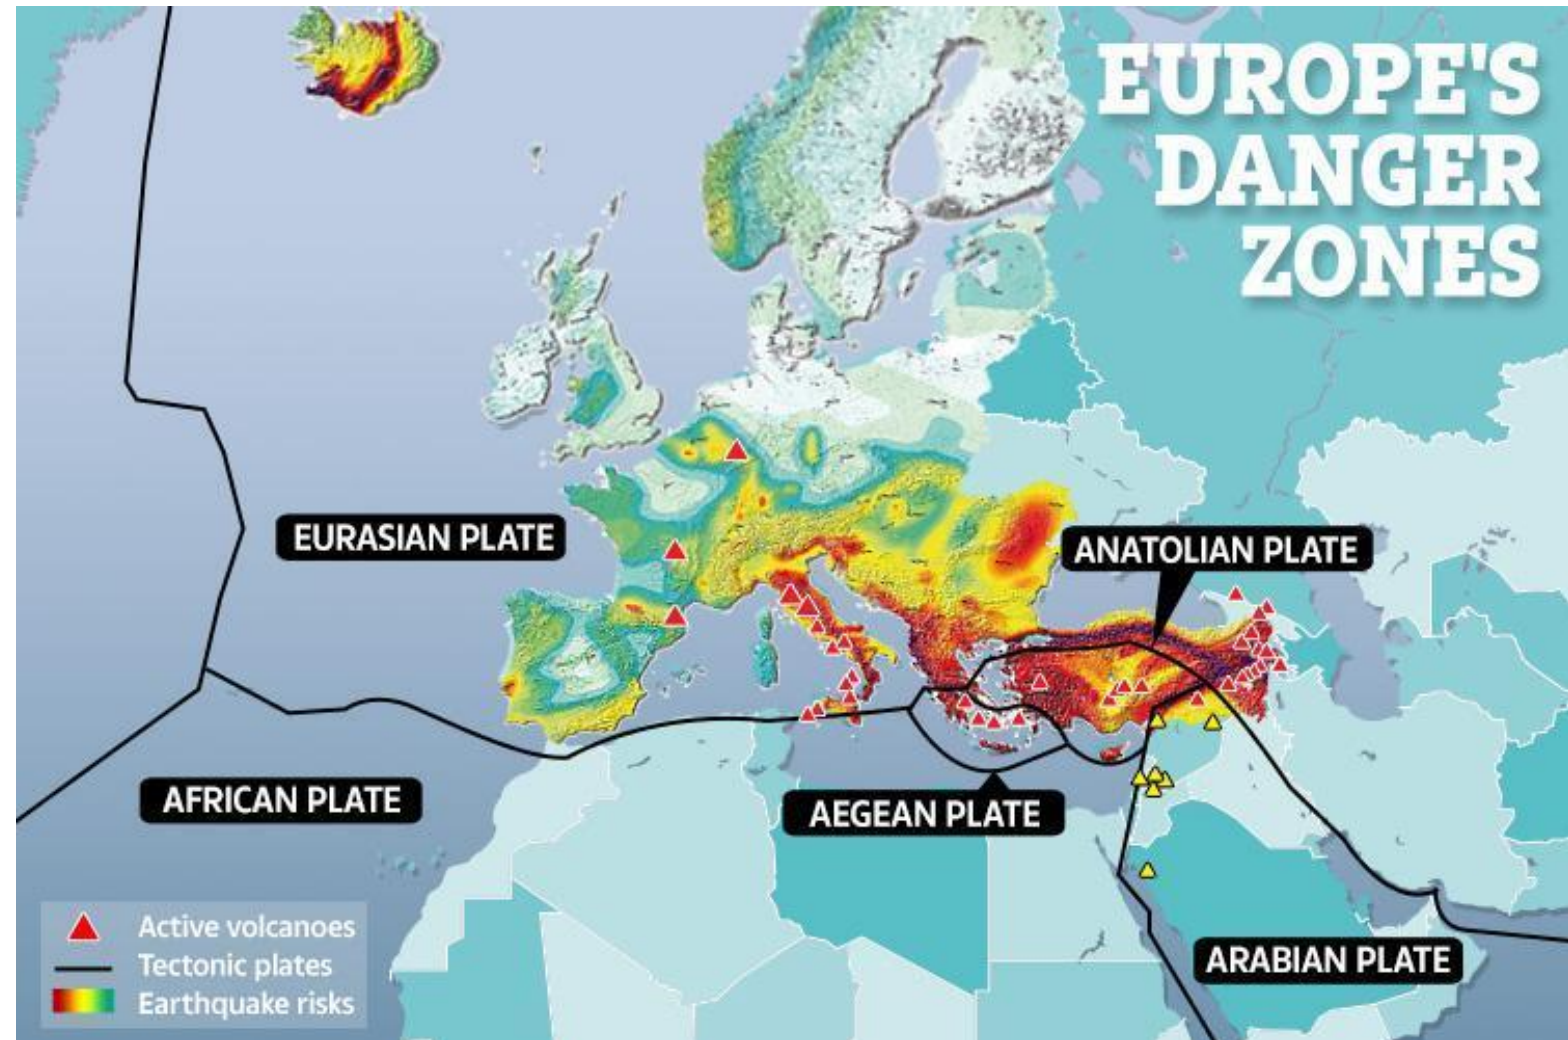 EUROPE'S
DANGER
ZONES
EURASIAN PLATE
ANATOLIAN PLATE
AFRICAN PLATE
AEGEAN PLATE
ARABIAN PLATE
Active volcanoes
Tectonic plates
Earthquake risks